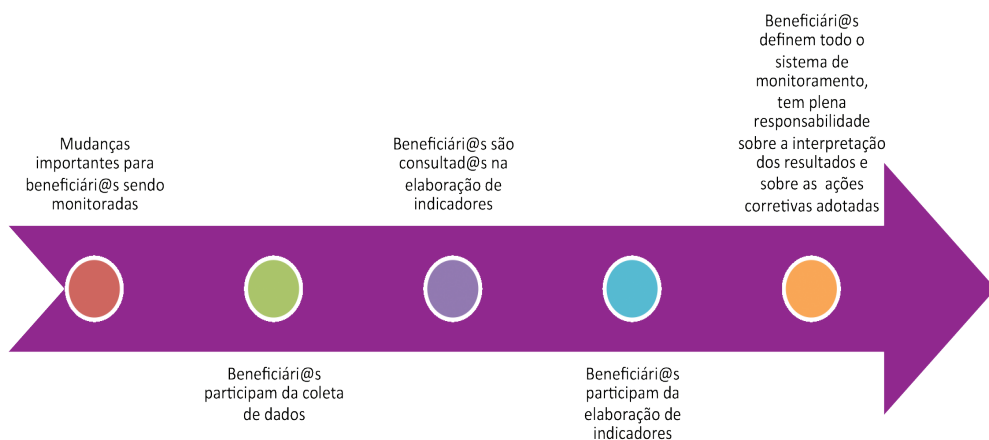 Mudanças
importantes para
beneficiári@s sendo
monitoradas
Beneficiári@s
participam da coleta
de dados
Beneficiári@s são
consultad@s na
elaboração de
indicadores
Beneficiári@s
participam da
elaboração de
indicadores
Beneficiári@s
definem todo o
sistema de
monitoramento,
tem plena
responsabilidade
sobre a interpretação
dos resultados e
sobre as ações
corretivas adotadas